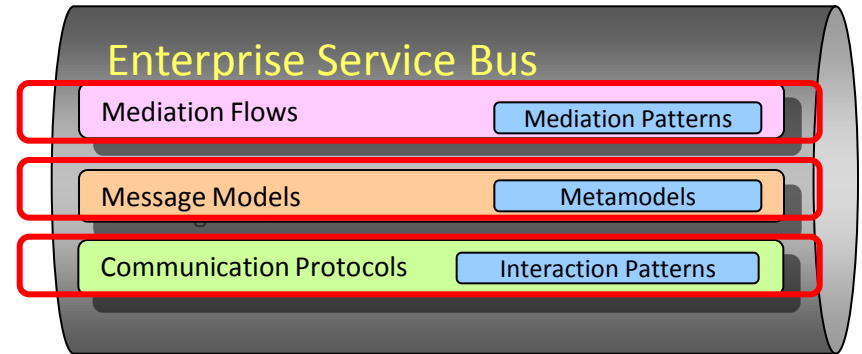 Enterprise Service Bus
Mediation Flows
Mediation Patterns
Message Models
Metamodels
Communication Protocols
Interaction Patterns